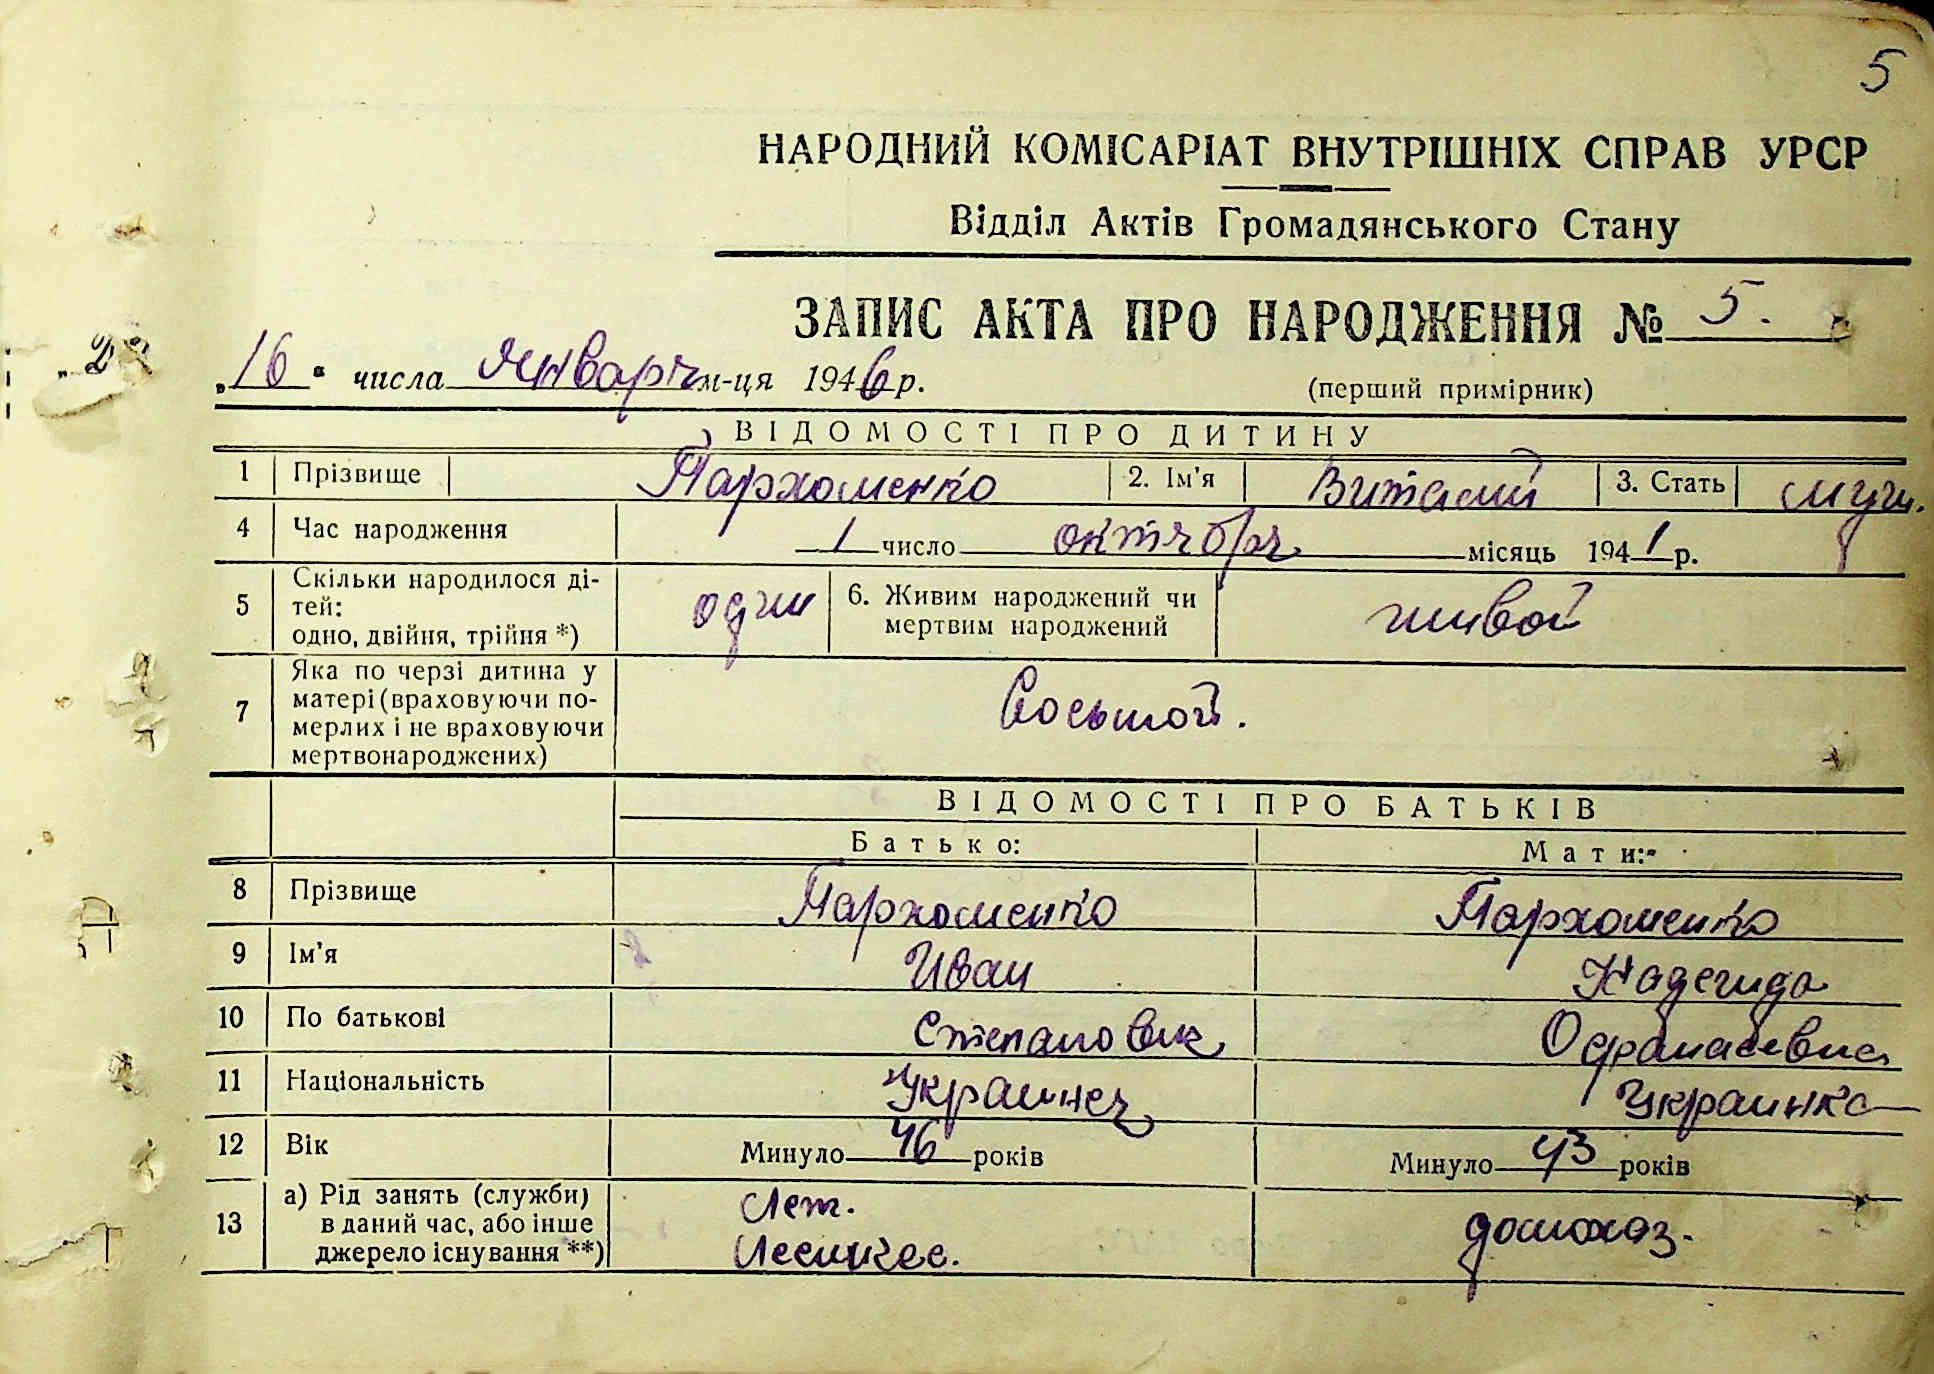 5
НАРОДНИЙ КОМІСАРІАТ ВНУТРІШНІХ СПРАВ УРСР
Відділ Актів Громадянського Стану
ЗАПИС АКТА ПРО НАРОДЖЕННЯ № 5.
„16" числа Января м-ця 1946 р.
(перший примірник)
ВІДОМОСТІ ПРО ДИТИНУ
1 Прізвище Пархоменко 2. Ім'я Виталий 3. Стать муж.
4 Час народження 1 число октября місяць 1941 р.
5 Скільки народилося ді-
тей:
одно, двійня, трійня *) один 6. Живим народжений чи
мертвим народжений живой
7 Яка по черзі дитина у
матері (враховуючи по-
мерлих і не враховуючи
мертвонароджених) Восьмой.
ВІДОМОСТІ ПРО БАТЬКІВ
Батько: Мати:
8 Прізвище Пархоменко Пархоменко
9 Ім'я Иван Надежда
10 По батькові Степанович Офанасевна
11 Національність Украинец Украинка
12 Вік Минуло 46 років Минуло 43 років
13 а) Рід занять (служби)
в даний час, або інше
джерело існування **) домохаз.